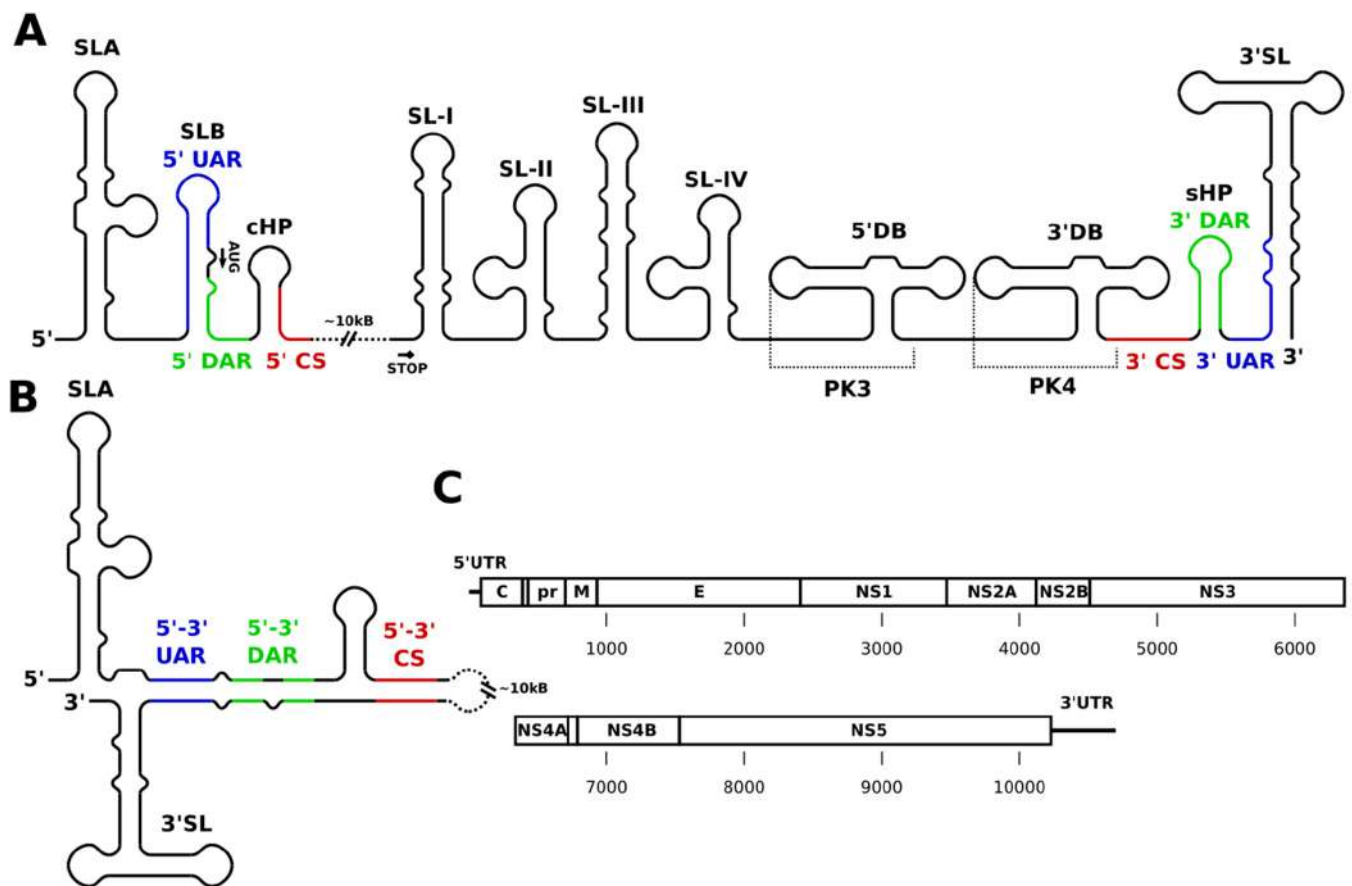 A
SLA
SLB
5' UAR
AUG
cHP
5'
5' DAR
5' CS
~10kB
STOP
SL-I
SL-II
SL-III
SL-IV
5'DB
3'DB
PK3
PK4
sHP
3' DAR
3'SL
3' CS
3' UAR
3'
B
SLA
5'-3'
UAR
5'-3'
DAR
5'-3'
CS
5'
3'
~10kB
3'SL
C
5'UTR
C pr M E NS1 NS2A NS2B NS3
1000 2000 3000 4000 5000 6000
3'UTR
NS4A NS4B NS5
7000 8000 9000 10000